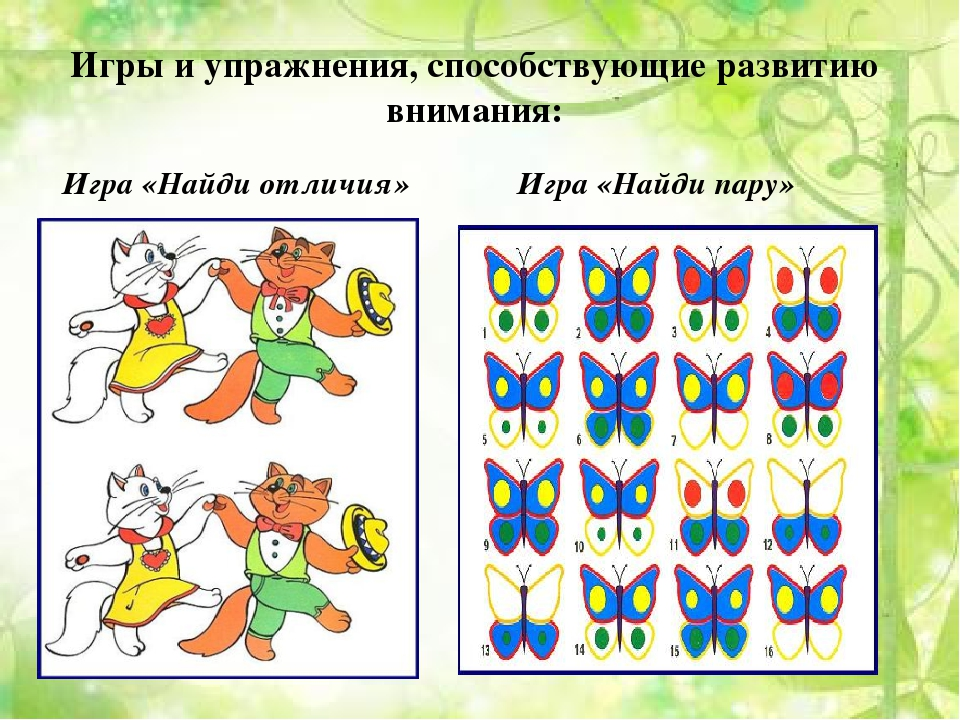 Игры и упражнения, способствующие развитию
внимания:
Игра «Найди отличия»
Игра «Найди пару»
1 2 3 4
5 6 7 8
9 10 11 12
13 14 15 16